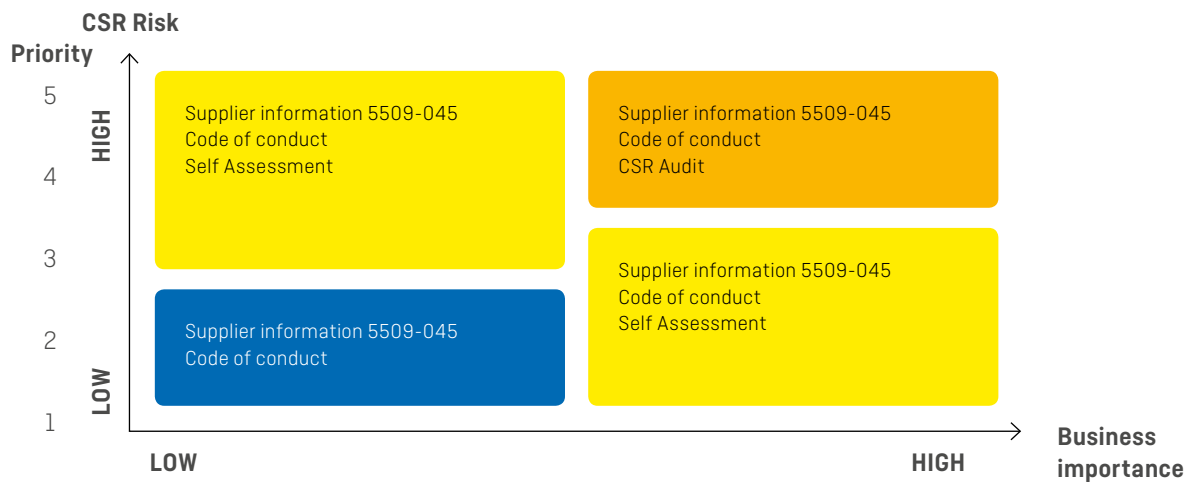 CSR Risk
Priority
5
4
3
2
1
HIGH
LOW
Supplier information 5509-045
Code of conduct
Self Assessment
Supplier information 5509-045
Code of conduct
CSR Audit
Supplier information 5509-045
Code of conduct
Supplier information 5509-045
Code of conduct
Self Assessment
LOW
HIGH
Business
importance